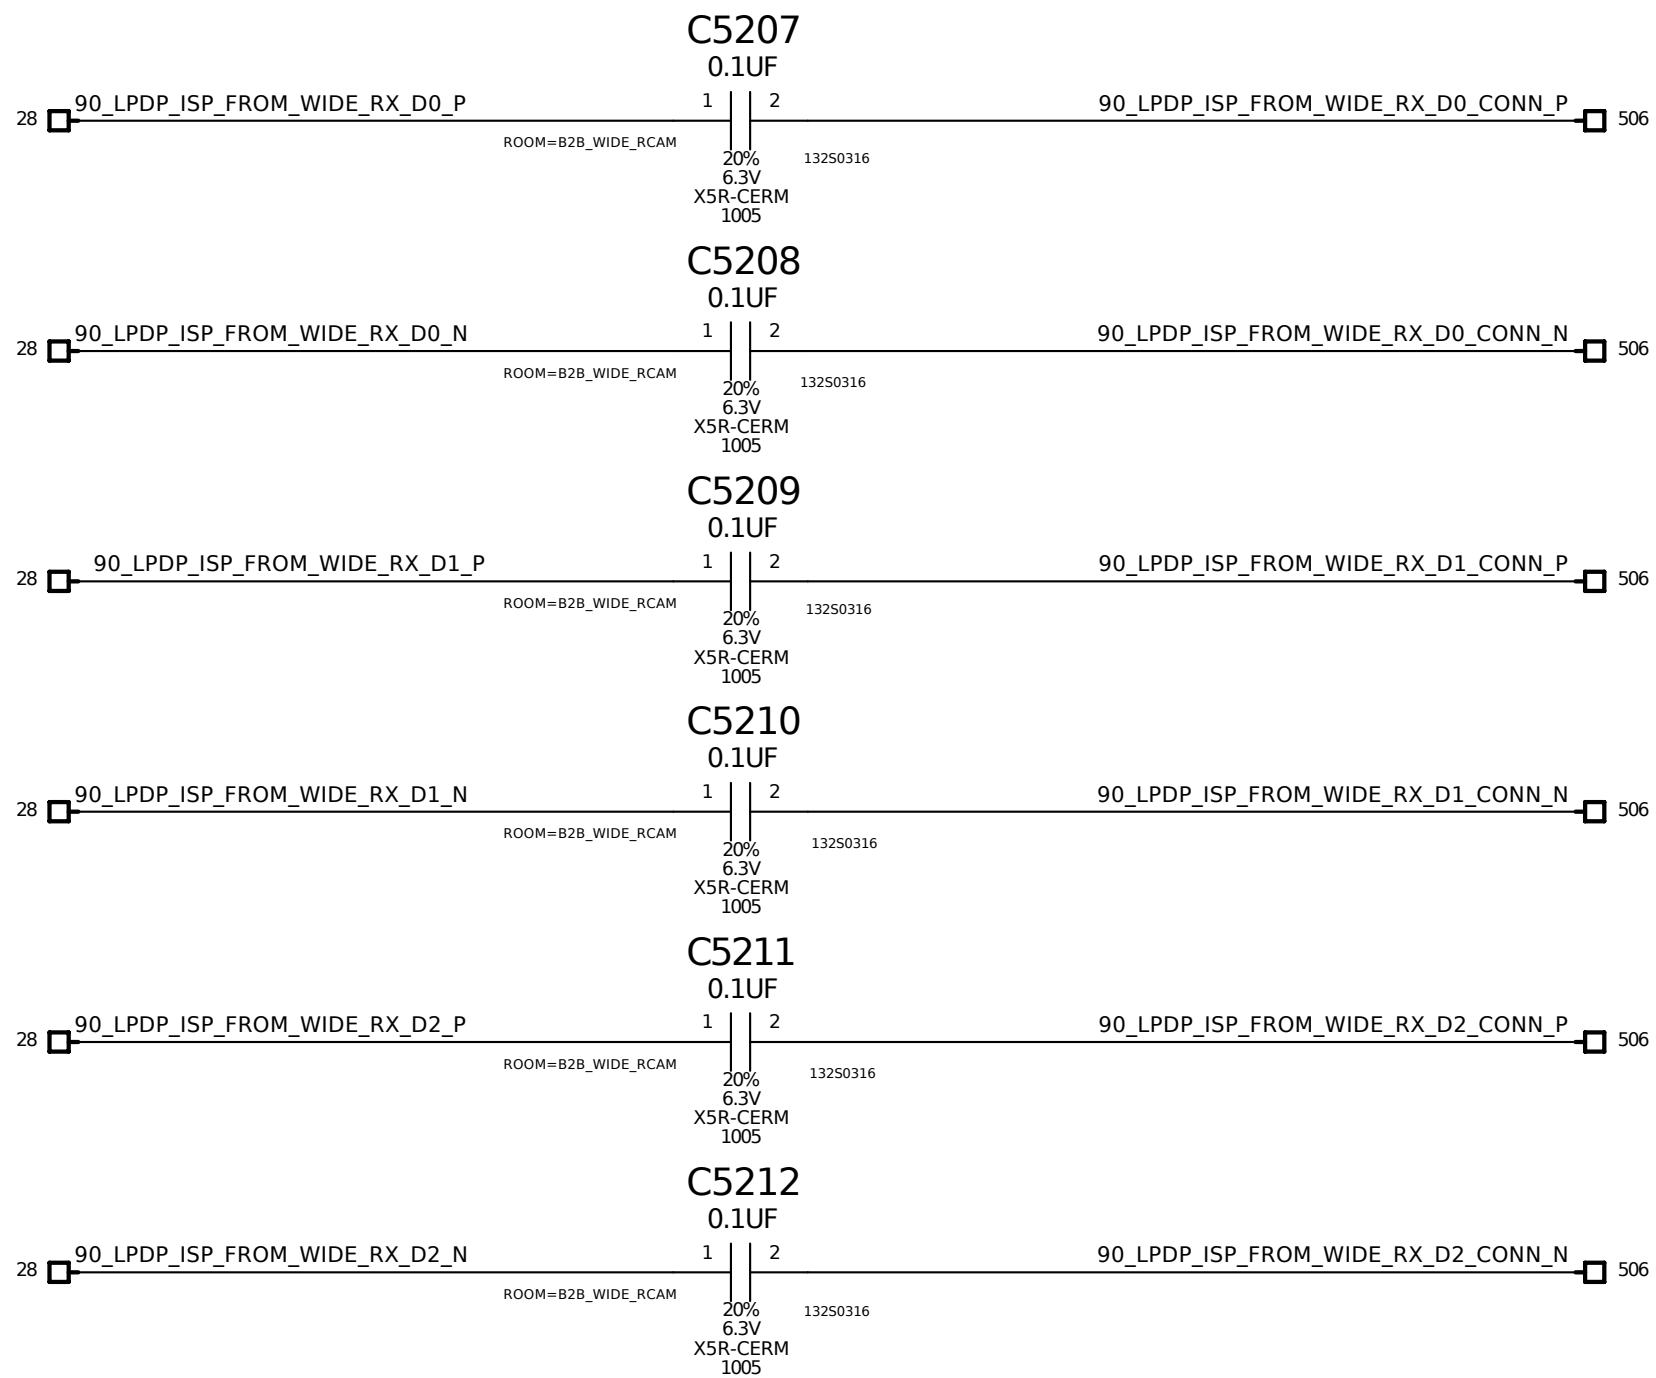 C5207
0.1UF
90_LPDP_ISP_FROM_WIDE_RX_D0_P 1 2 90_LPDP_ISP_FROM_WIDE_RX_D0_CONN_P
28 506
ROOM=B2B_WIDE_RCAM
20% 132S0316
6.3V
X5R-CERM
1005
C5208
0.1UF
90_LPDP_ISP_FROM_WIDE_RX_D0_N 1 2 90_LPDP_ISP_FROM_WIDE_RX_D0_CONN_N
28 506
ROOM=B2B_WIDE_RCAM
20% 132S0316
6.3V
X5R-CERM
1005
C5209
0.1UF
90_LPDP_ISP_FROM_WIDE_RX_D1_P 1 2 90_LPDP_ISP_FROM_WIDE_RX_D1_CONN_P
28 506
ROOM=B2B_WIDE_RCAM
20% 132S0316
6.3V
X5R-CERM
1005
C5210
0.1UF
90_LPDP_ISP_FROM_WIDE_RX_D1_N 1 2 90_LPDP_ISP_FROM_WIDE_RX_D1_CONN_N
28 506
ROOM=B2B_WIDE_RCAM
20% 132S0316
6.3V
X5R-CERM
1005
C5211
0.1UF
90_LPDP_ISP_FROM_WIDE_RX_D2_P 1 2 90_LPDP_ISP_FROM_WIDE_RX_D2_CONN_P
28 506
ROOM=B2B_WIDE_RCAM
20% 132S0316
6.3V
X5R-CERM
1005
C5212
0.1UF
90_LPDP_ISP_FROM_WIDE_RX_D2_N 1 2 90_LPDP_ISP_FROM_WIDE_RX_D2_CONN_N
28 506
ROOM=B2B_WIDE_RCAM
20% 132S0316
6.3V
X5R-CERM
1005